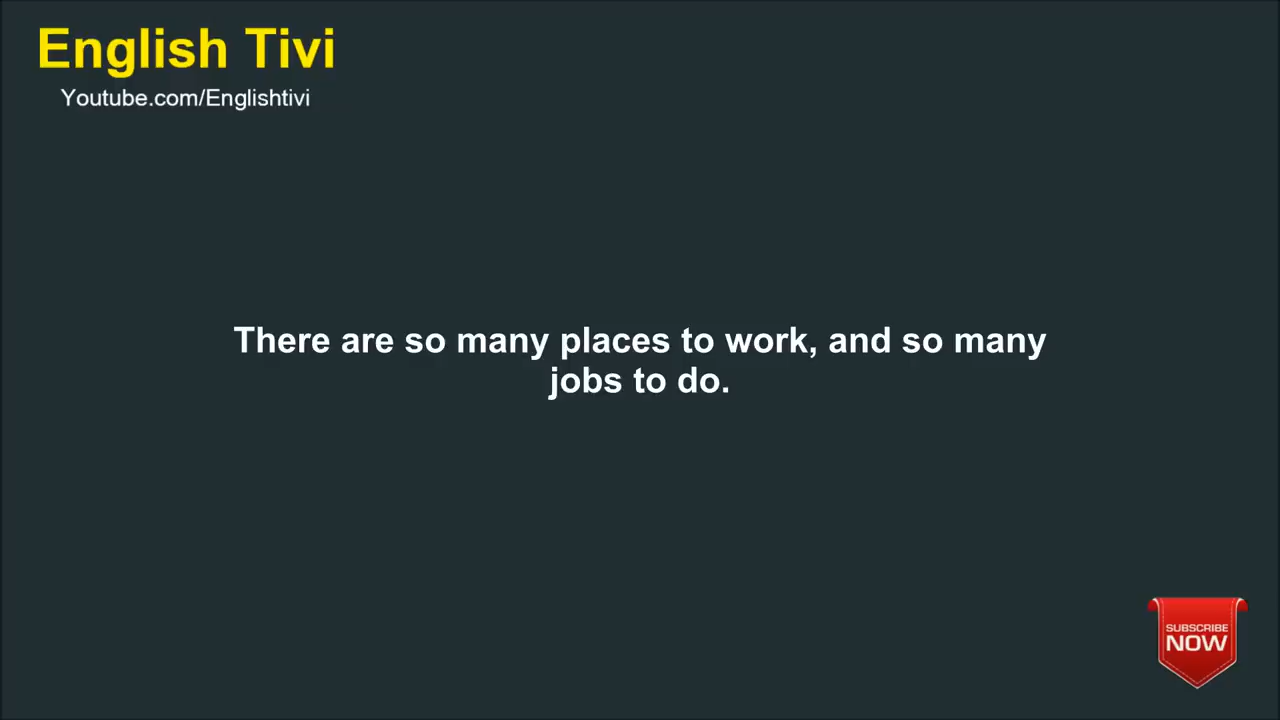 English Tivi
Youtube.com/Englishtivi
There are so many places to work, and so many
jobs to do.
SUBSCRIBE
NOW